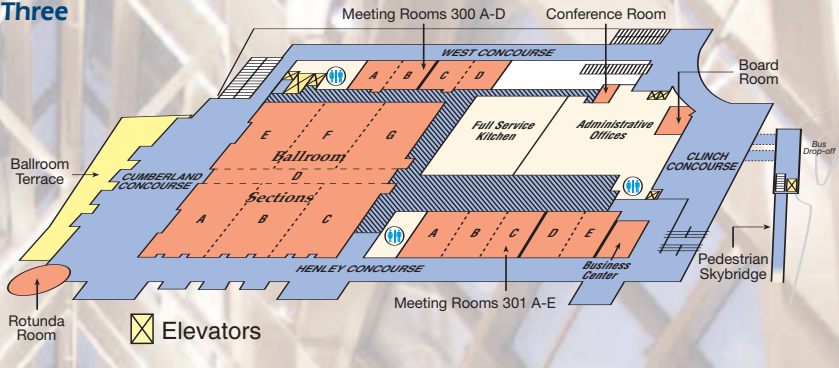 Three
Meeting Rooms 300 A-D
Conference Room
WEST CONCOURSE
Board
Room
A
B
C
D
Full Service
Kitchen
Administrative
Offices
Bus
Drop-off
E
F
G
Ballroom
D
Sections
A
B
C
Ballroom
Terrace
CUMBERLAND
CONCOURSE
CLINCH
CONCOURSE
A
B
C
D
E
Business
Center
HENLEY CONCOURSE
Pedestrian
Skybridge
Meeting Rooms 301 A-E
Rotunda
Room
Elevators